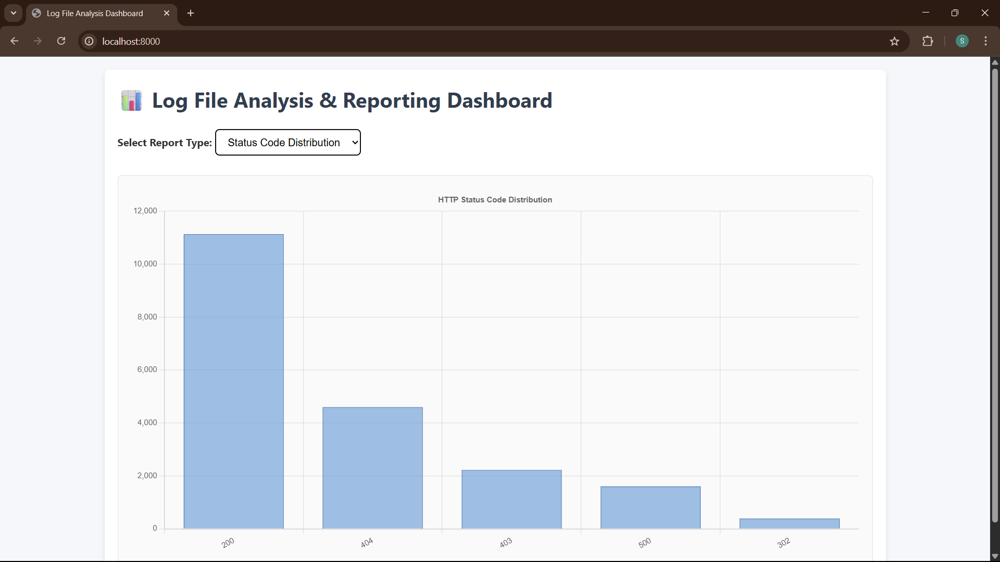 Log File Analysis Dashboard
localhost:8000
S
Log File Analysis & Reporting Dashboard
Select Report Type: Status Code Distribution
HTTP Status Code Distribution
12,000
10,000
8,000
6,000
4,000
2,000
0
200 404 403 500 302